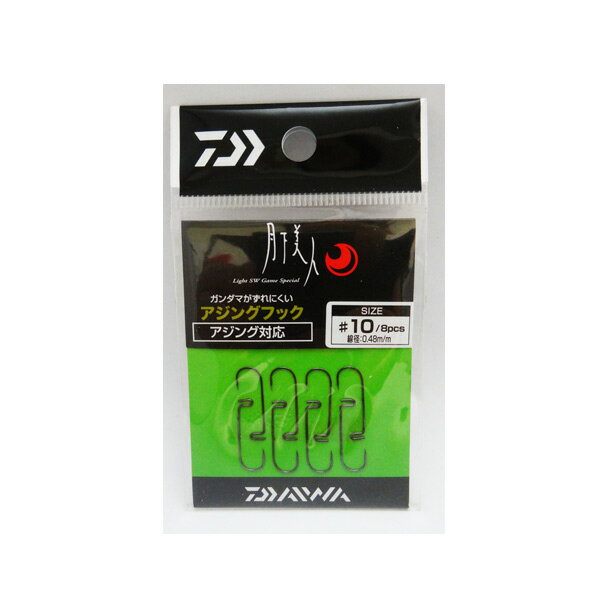 月下美人
Light SW Game Special
ガンダマがずれにくい
アジングフック
アジング対応
SIZE
#10/8pcs
線径:0.48m/m
DAIWA